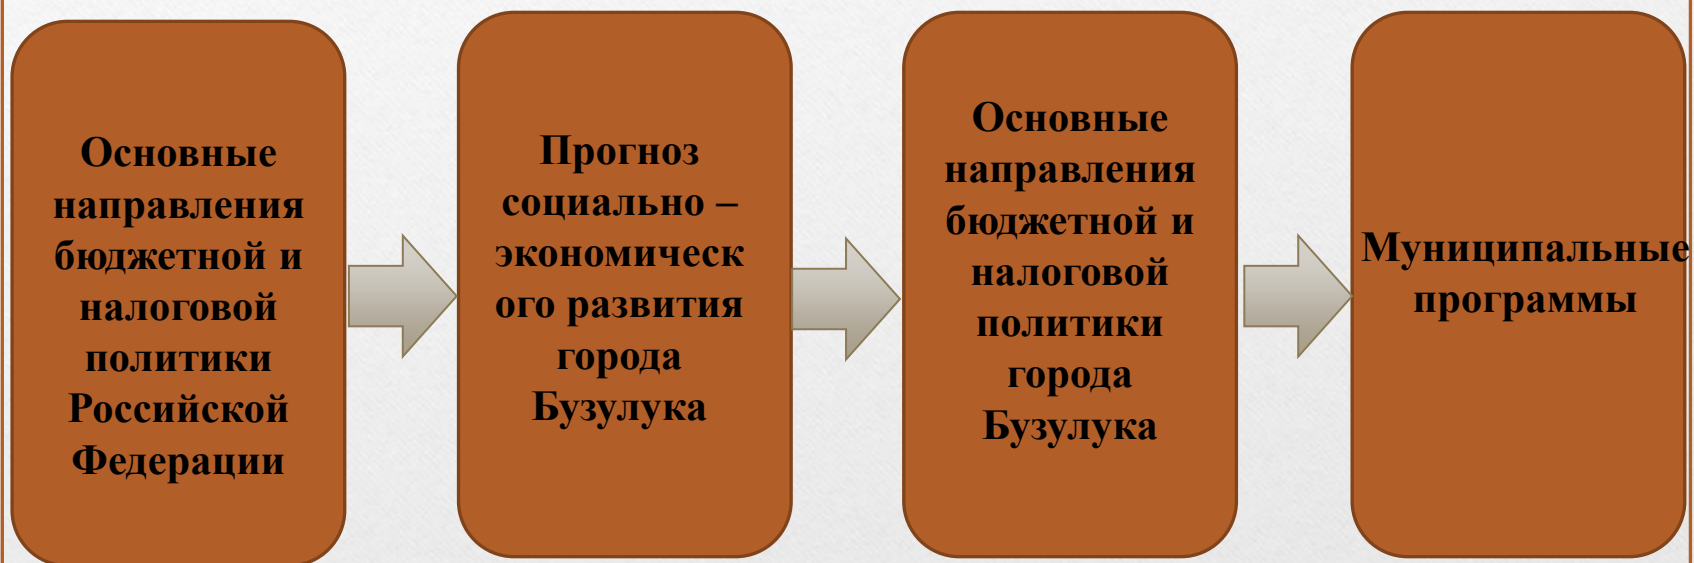 Основные
направления
бюджетной и
налоговой
политики
Российской
Федерации
Прогноз
социально –
экономическ
ого развития
города
Бузулука
Основные
направления
бюджетной и
налоговой
политики
города
Бузулука
Муниципальные
программы